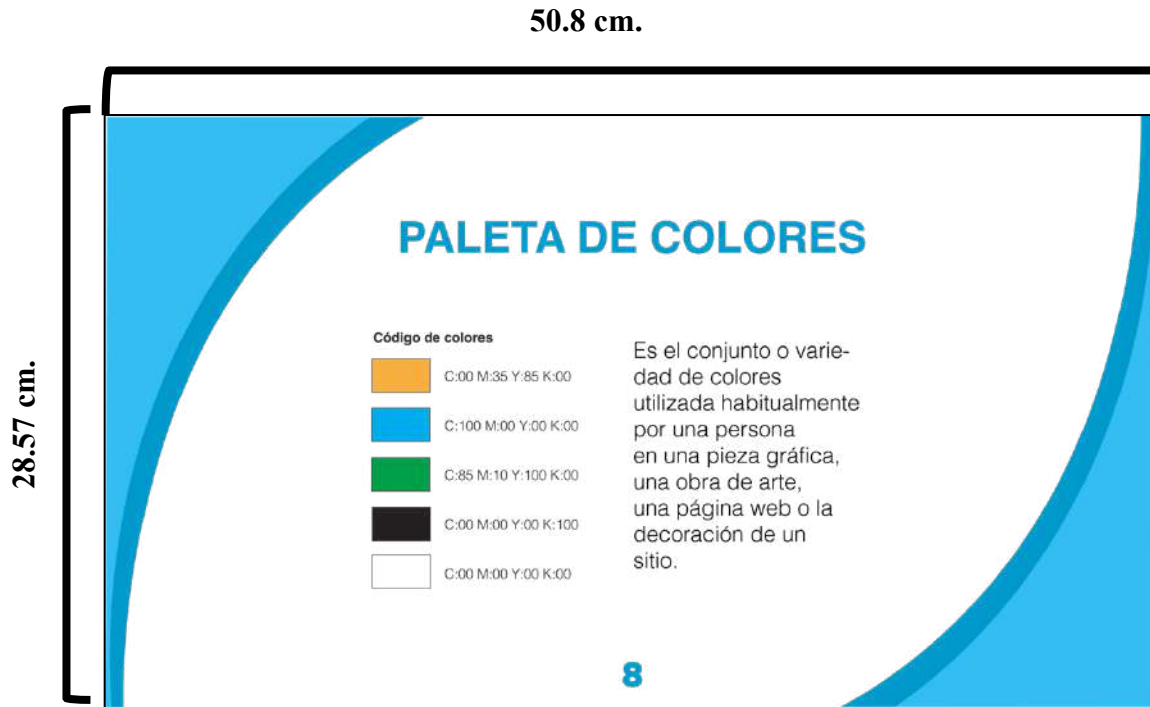 50.8 cm.
28.57 cm.
PALETA DE COLORES
Código de colores
C:00 M:35 Y:85 K:00
C:100 M:00 Y:00 K:00
C:85 M:10 Y:100 K:00
C:00 M:00 Y:00 K:100
C:00 M:00 Y:00 K:00
Es el conjunto o varie-
dad de colores
utilizada habitualmente
por una persona
en una pieza gráfica,
una obra de arte,
una página web o la
decoración de un
sitio.
8